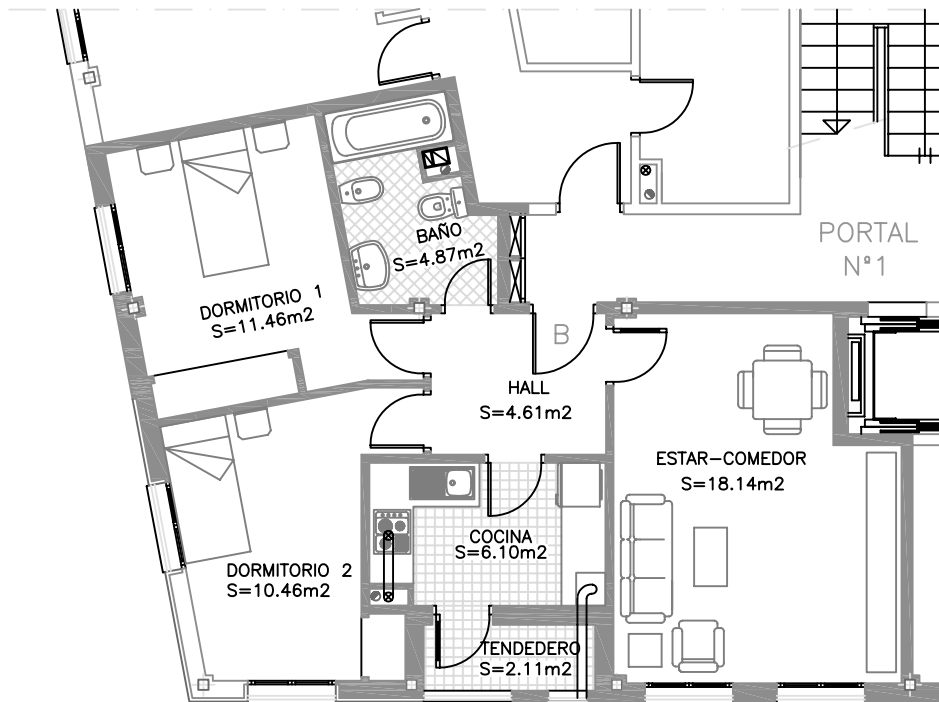 PORTAL
Nº1
BAÑO
S=4.87m2
DORMITORIO 1
S=11.46m2
B
HALL
S=4.61m2
ESTAR-COMEDOR
S=18.14m2
COCINA
S=6.10m2
DORMITORIO 2
S=10.46m2
TENDEDERO
S=2.11m2